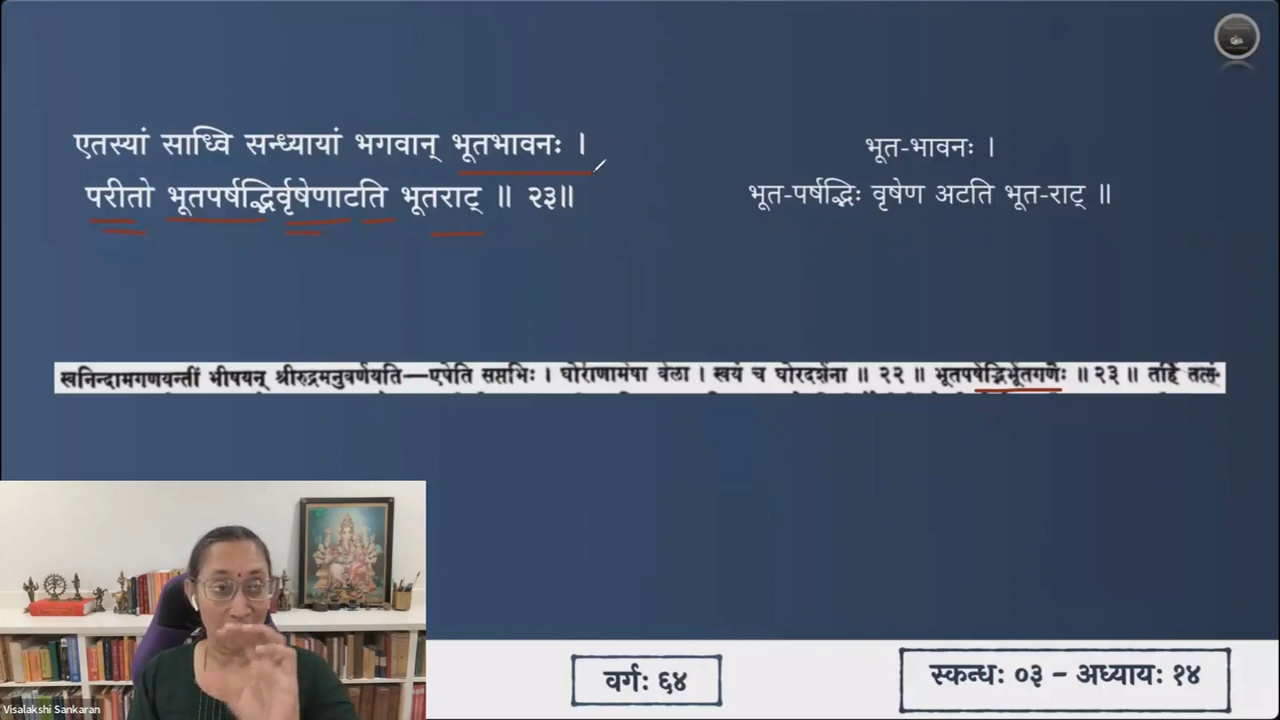 एतस्यां साध्वि सन्ध्यायां भगवान् भूतभावनः ।
परीतो भूतपर्षद्भिर्वृषेणाटति भूतराट् ॥ २३॥
भूत-भावनः ।
भूत-पर्षद्भिः वृषेण अटति भूत-राट् ॥
स्वनिन्दामगणयन्तीं भीषयन् श्रीरुद्रमनुवर्णयति—एषेति सप्तभिः । घोराणामेषा वेला । स्वयं च घोरदर्शना ॥ २२ ॥ भूतपर्षद्भिर्भूतगणैः ॥ २३ ॥ तर्हि
Visalakshi Sankaran
वर्गः ६४
स्कन्धः ०३ – अध्यायः १४